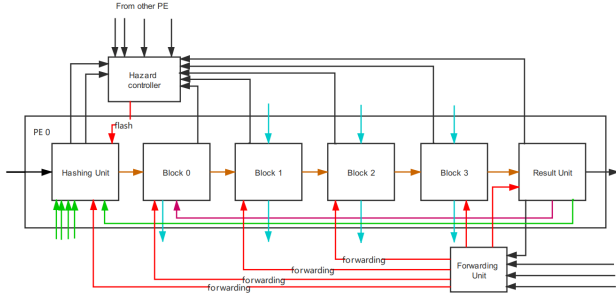 From other PE
Hazard
controller
flash
PE 0
Hashing Unit
Block 0
Block 1
Block 2
Block 3
Result Unit
forwarding
forwarding
forwarding
forwarding
Forwarding
Unit